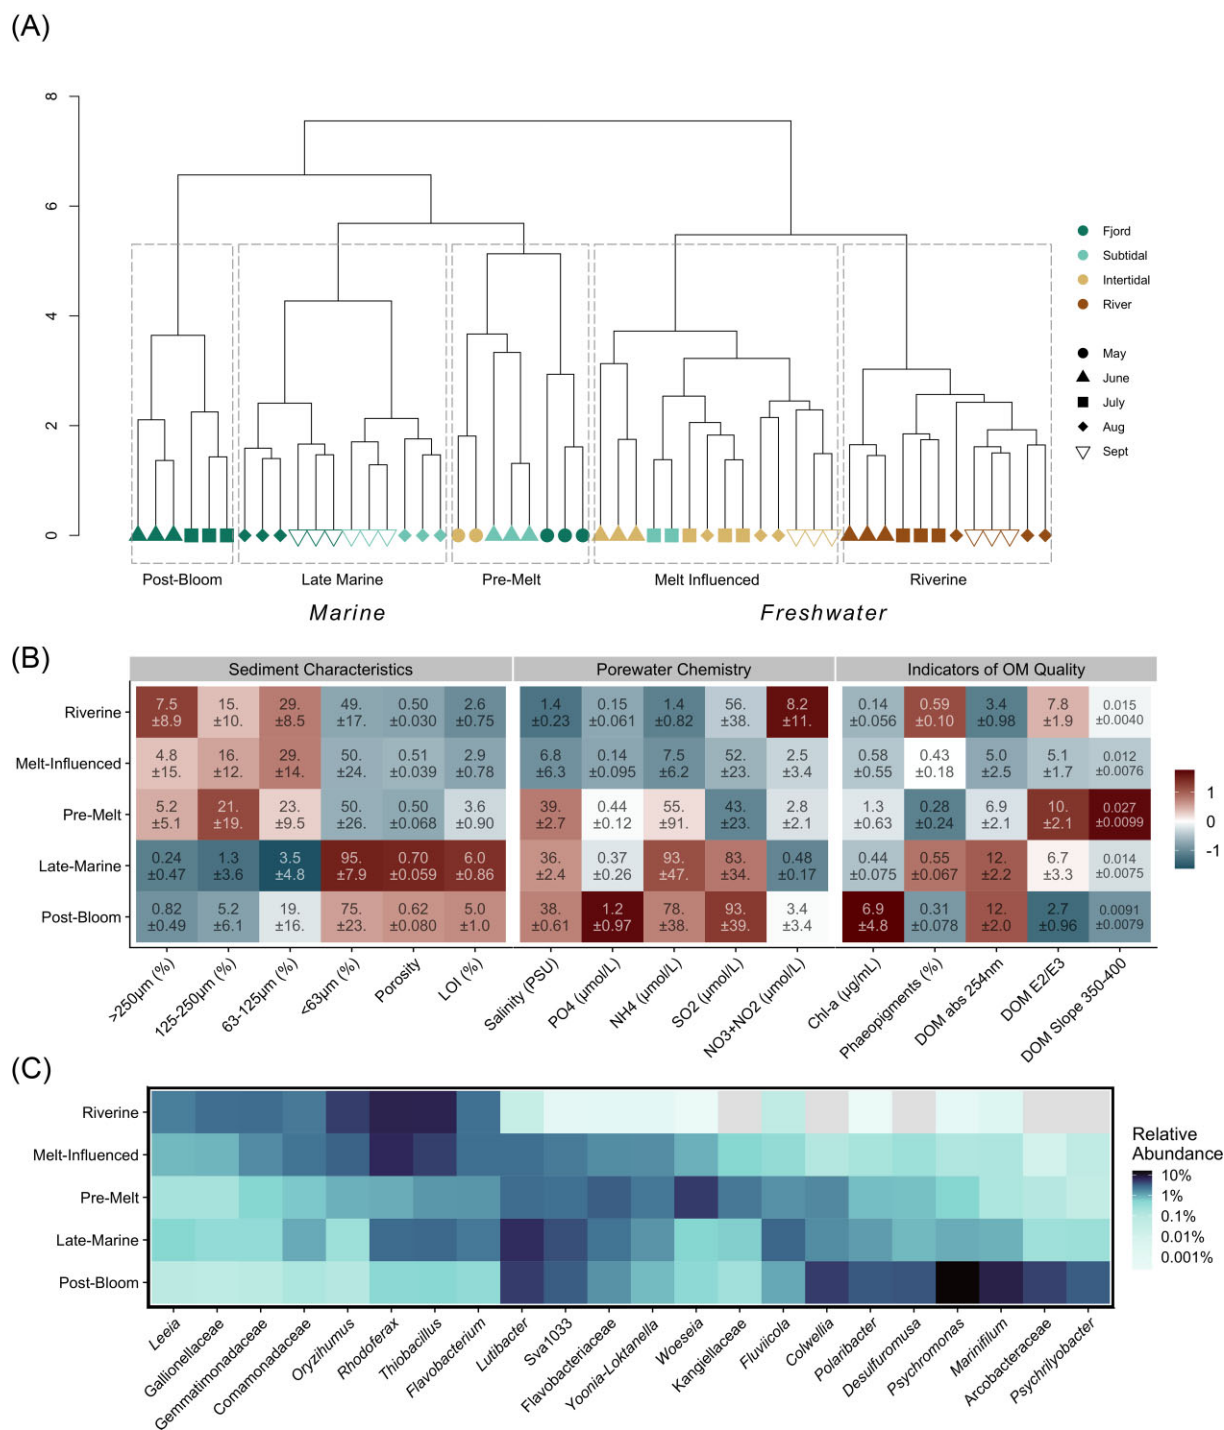 (A)
8
6
4
2
0
Fjord
Subtidal
Intertidal
River
May
June
July
Aug
Sept
Post-Bloom Late Marine Pre-Melt Melt Influenced Riverine
Marine Freshwater
(B)
Sediment Characteristics Porewater Chemistry Indicators of OM Quality
Riverine 7.5 15. 29. 49. 0.50 2.6 1.4 0.15 1.4 56. 8.2 0.14 0.59 3.4 7.8 0.015
±8.9 ±10. ±8.5 ±17. ±0.030 ±0.75 ±0.23 ±0.061 ±0.82 ±38. ±11. ±0.056 ±0.10 ±0.98 ±1.9 ±0.0040
Melt-Influenced 4.8 16. 29. 50. 0.51 2.9 6.8 0.14 7.5 52. 2.5 0.58 0.43 5.0 5.1 0.012
±15. ±12. ±14. ±24. ±0.039 ±0.78 ±6.3 ±0.095 ±6.2 ±23. ±3.4 ±0.55 ±0.18 ±2.5 ±1.7 ±0.0076
Pre-Melt 5.2 21. 23. 50. 0.50 3.6 39. 0.44 55. 43. 2.8 1.3 0.28 6.9 10. 0.027
±5.1 ±19. ±9.5 ±26. ±0.068 ±0.90 ±2.7 ±0.12 ±91. ±23. ±2.1 ±0.63 ±0.24 ±2.1 ±2.1 ±0.0099
Late-Marine 0.24 1.3 3.5 95. 0.70 6.0 36. 0.37 93. 83. 0.48 0.44 0.55 12. 6.7 0.014
±0.47 ±3.6 ±4.8 ±7.9 ±0.059 ±0.86 ±2.4 ±0.26 ±47. ±34. ±0.17 ±0.075 ±0.067 ±2.2 ±3.3 ±0.0075
Post-Bloom 0.82 5.2 19. 75. 0.62 5.0 38. 1.2 78. 93. 3.4 6.9 0.31 12. 2.7 0.0091
±0.49 ±6.1 ±16. ±23. ±0.080 ±1.0 ±0.61 ±0.97 ±38. ±39. ±3.4 ±4.8 ±0.078 ±2.0 ±0.96 ±0.0079
1
0
-1
>250µm (%)
125-250µm (%)
63-125µm (%)
<63µm (%)
Porosity
LOI (%)
Salinity (PSU)
PO4 (µmol/L)
NH4 (µmol/L)
SO2 (µmol/L)
NO3+NO2 (µmol/L)
Chl-a (µg/mL)
Phaeopigments (%)
DOM abs 254nm
DOM E2/E3
DOM Slope 350-400
(C)
Riverine
Melt-Influenced
Pre-Melt
Late-Marine
Post-Bloom
Relative
Abundance
10%
1%
0.1%
0.01%
0.001%
Leeia
Gallionellaceae
Gemmatimonadaceae
Comamonadaceae
Oryzihumus
Rhodoferax
Thiobacillus
Flavobacterium
Lutibacter
Sva1033
Flavobacteriaceae
Yoonia-Loktanella
Woeseia
Kangiellaceae
Fluviicola
Colwellia
Polaribacter
Desulfuromusa
Psychromonas
Marinifilum
Arcobacteraceae
Psychrilyobacter